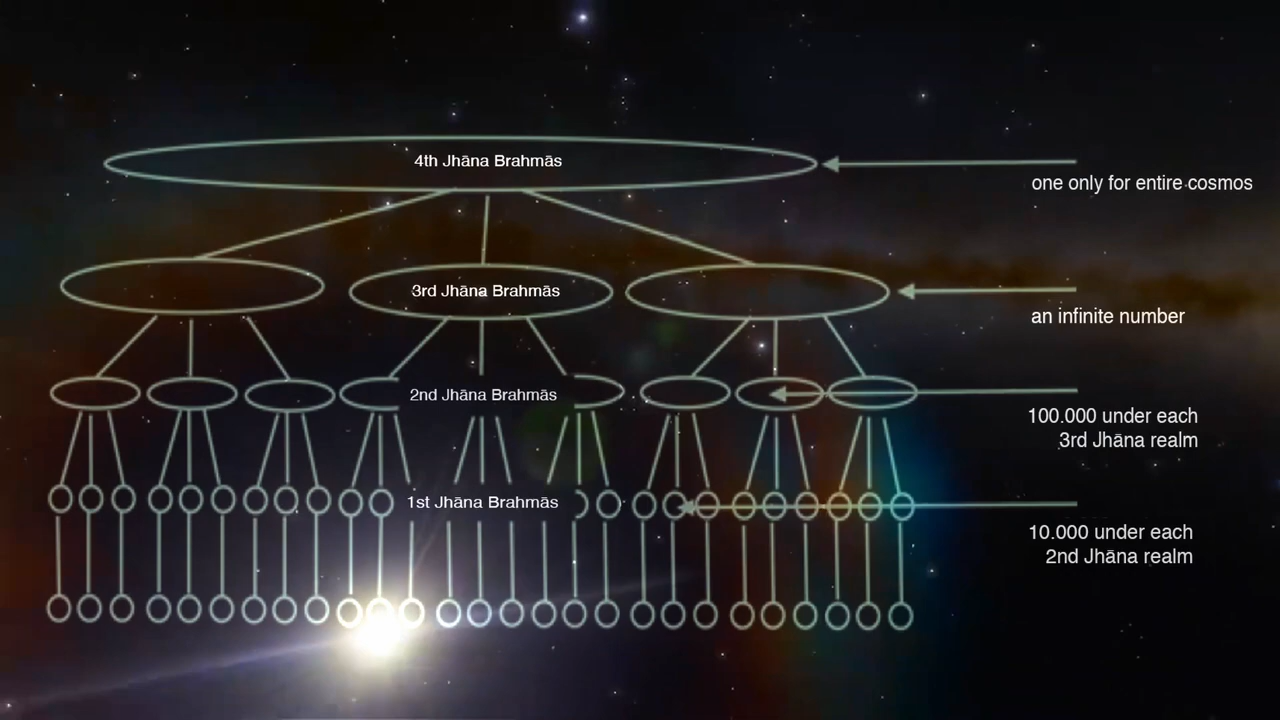 4th Jhāna Brahmās
one only for entire cosmos
3rd Jhāna Brahmās
an infinite number
2nd Jhāna Brahmās
100.000 under each
3rd Jhāna realm
1st Jhāna Brahmās
10.000 under each
2nd Jhāna realm